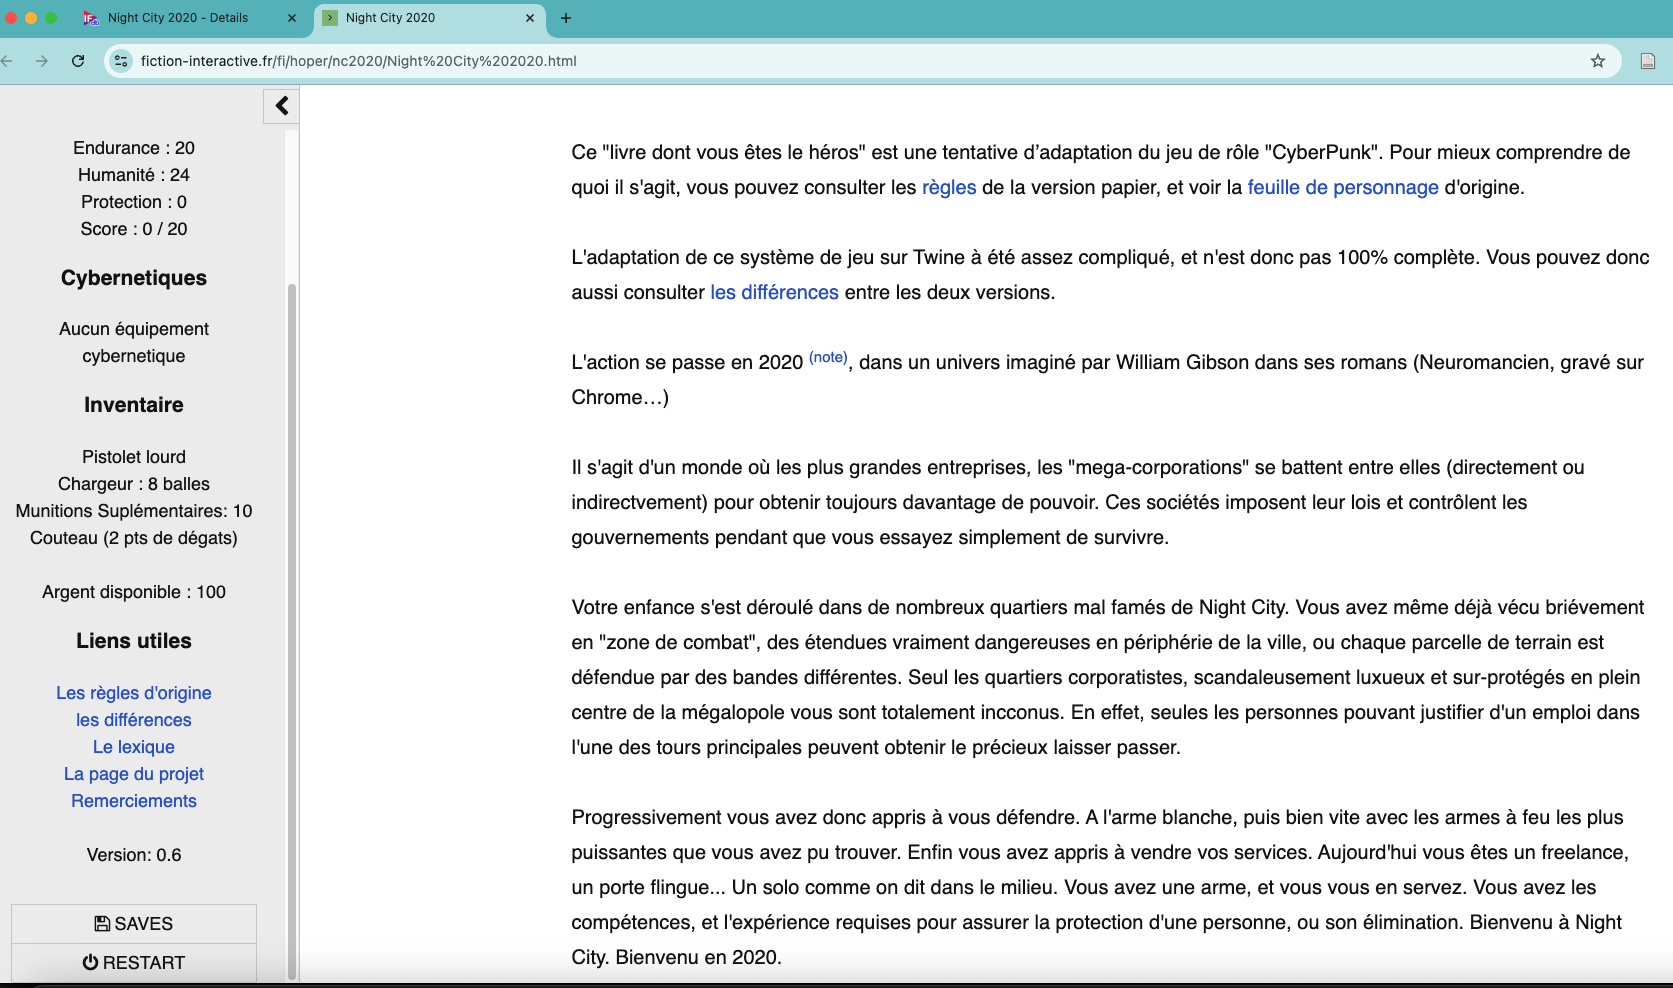 Night City 2020 - Details
Night City 2020
fiction-interactive.fr/fi/hoper/nc2020/Night%20City%202020.html
Endurance : 20
Humanité : 24
Protection : 0
Score : 0 / 20
Cybernetiques
Aucun équipement
cybernetique
Inventaire
Pistolet lourd
Chargeur : 8 balles
Munitions Suplémentaires: 10
Couteau (2 pts de dégats)
Argent disponible : 100
Liens utiles
Les règles d'origine
les différences
Le lexique
La page du projet
Remerciements
Version: 0.6
SAVES
RESTART
Ce "livre dont vous êtes le héros" est une tentative d’adaptation du jeu de rôle "CyberPunk". Pour mieux comprendre de
quoi il s'agit, vous pouvez consulter les règles de la version papier, et voir la feuille de personnage d'origine.
L'adaptation de ce système de jeu sur Twine à été assez compliqué, et n'est donc pas 100% complète. Vous pouvez donc
aussi consulter les différences entre les deux versions.
L'action se passe en 2020 (note), dans un univers imaginé par William Gibson dans ses romans (Neuromancien, gravé sur
Chrome…)
Il s'agit d'un monde où les plus grandes entreprises, les "mega-corporations" se battent entre elles (directement ou
indirectvement) pour obtenir toujours davantage de pouvoir. Ces sociétés imposent leur lois et contrôlent les
gouvernements pendant que vous essayez simplement de survivre.
Votre enfance s'est déroulé dans de nombreux quartiers mal famés de Night City. Vous avez même déjà vécu briévement
en "zone de combat", des étendues vraiment dangereuses en périphérie de la ville, ou chaque parcelle de terrain est
défendue par des bandes différentes. Seul les quartiers corporatistes, scandaleusement luxueux et sur-protégés en plein
centre de la mégalopole vous sont totalement incconus. En effet, seules les personnes pouvant justifier d'un emploi dans
l'une des tours principales peuvent obtenir le précieux laisser passer.
Progressivement vous avez donc appris à vous défendre. A l'arme blanche, puis bien vite avec les armes à feu les plus
puissantes que vous avez pu trouver. Enfin vous avez appris à vendre vos services. Aujourd'hui vous êtes un freelance,
un porte flingue... Un solo comme on dit dans le milieu. Vous avez une arme, et vous vous en servez. Vous avez les
compétences, et l'expérience requises pour assurer la protection d'une personne, ou son élimination. Bienvenu à Night
City. Bienvenu en 2020.